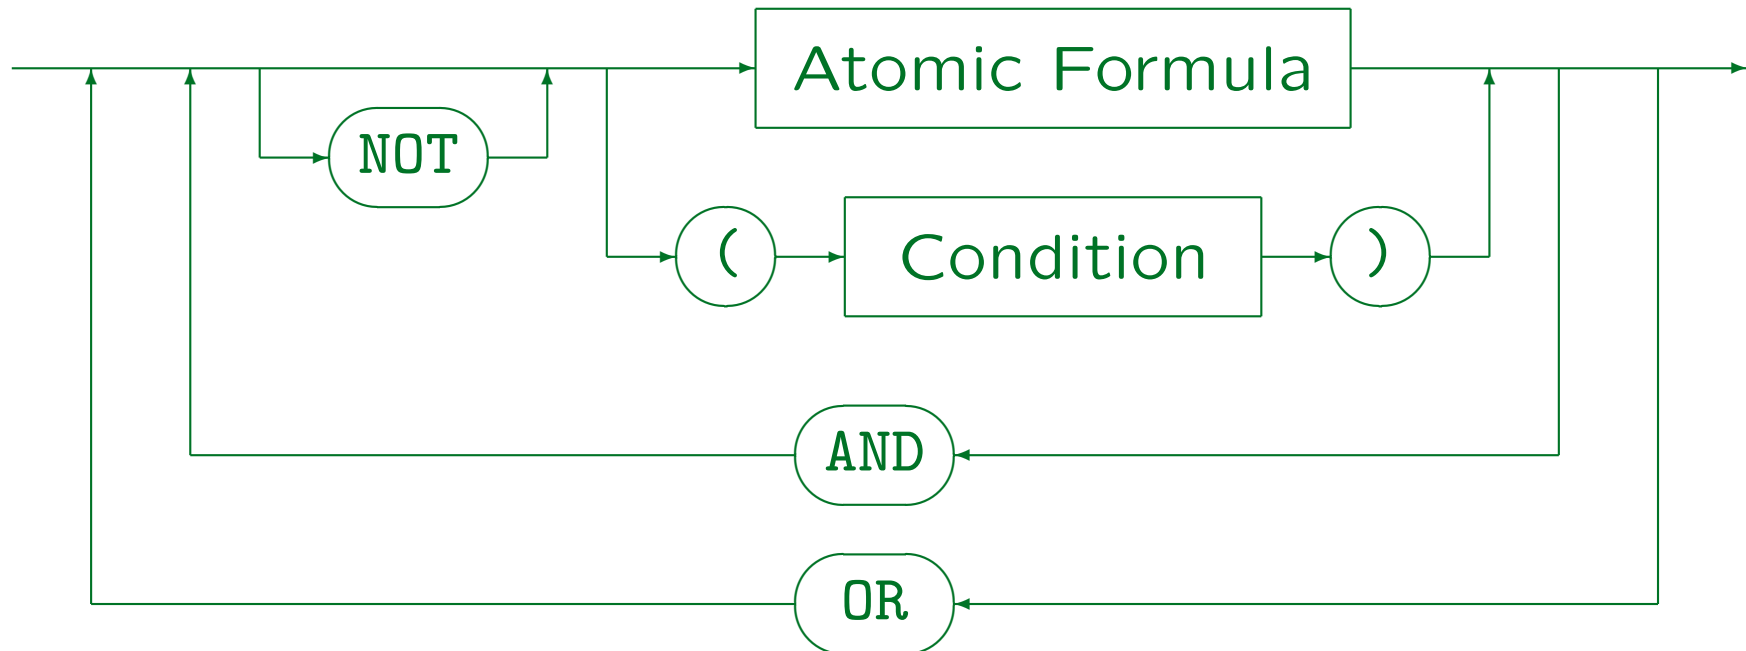 Atomic Formula
NOT
( Condition )
AND
OR